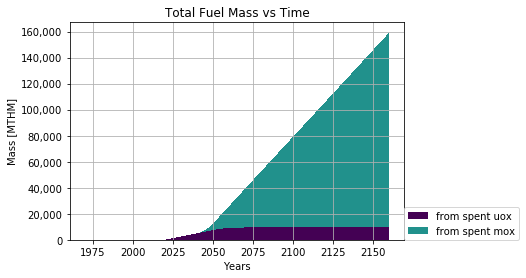 Total Fuel Mass vs Time
Mass [MTHM]
160,000
140,000
120,000
100,000
80,000
60,000
40,000
20,000
0
1975 2000 2025 2050 2075 2100 2125 2150
Years
from spent uox
from spent mox